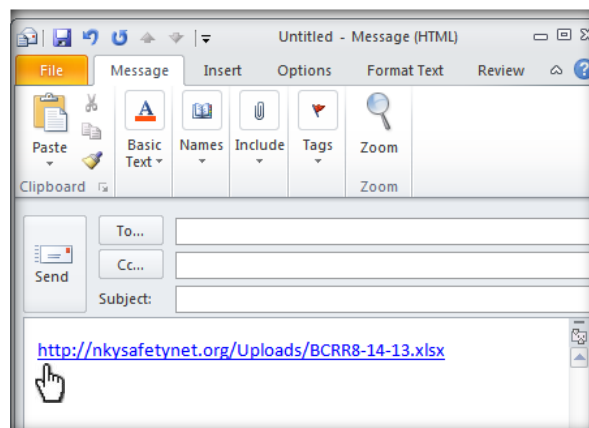 Untitled - Message (HTML)
File Message Insert Options Format Text Review
Paste
Basic Text
Names
Include
Tags
Zoom
Clipboard
Zoom
Send
To...
Cc...
Subject:
http://nkysafetynet.org/Uploads/BCRR8-14-13.xlsx